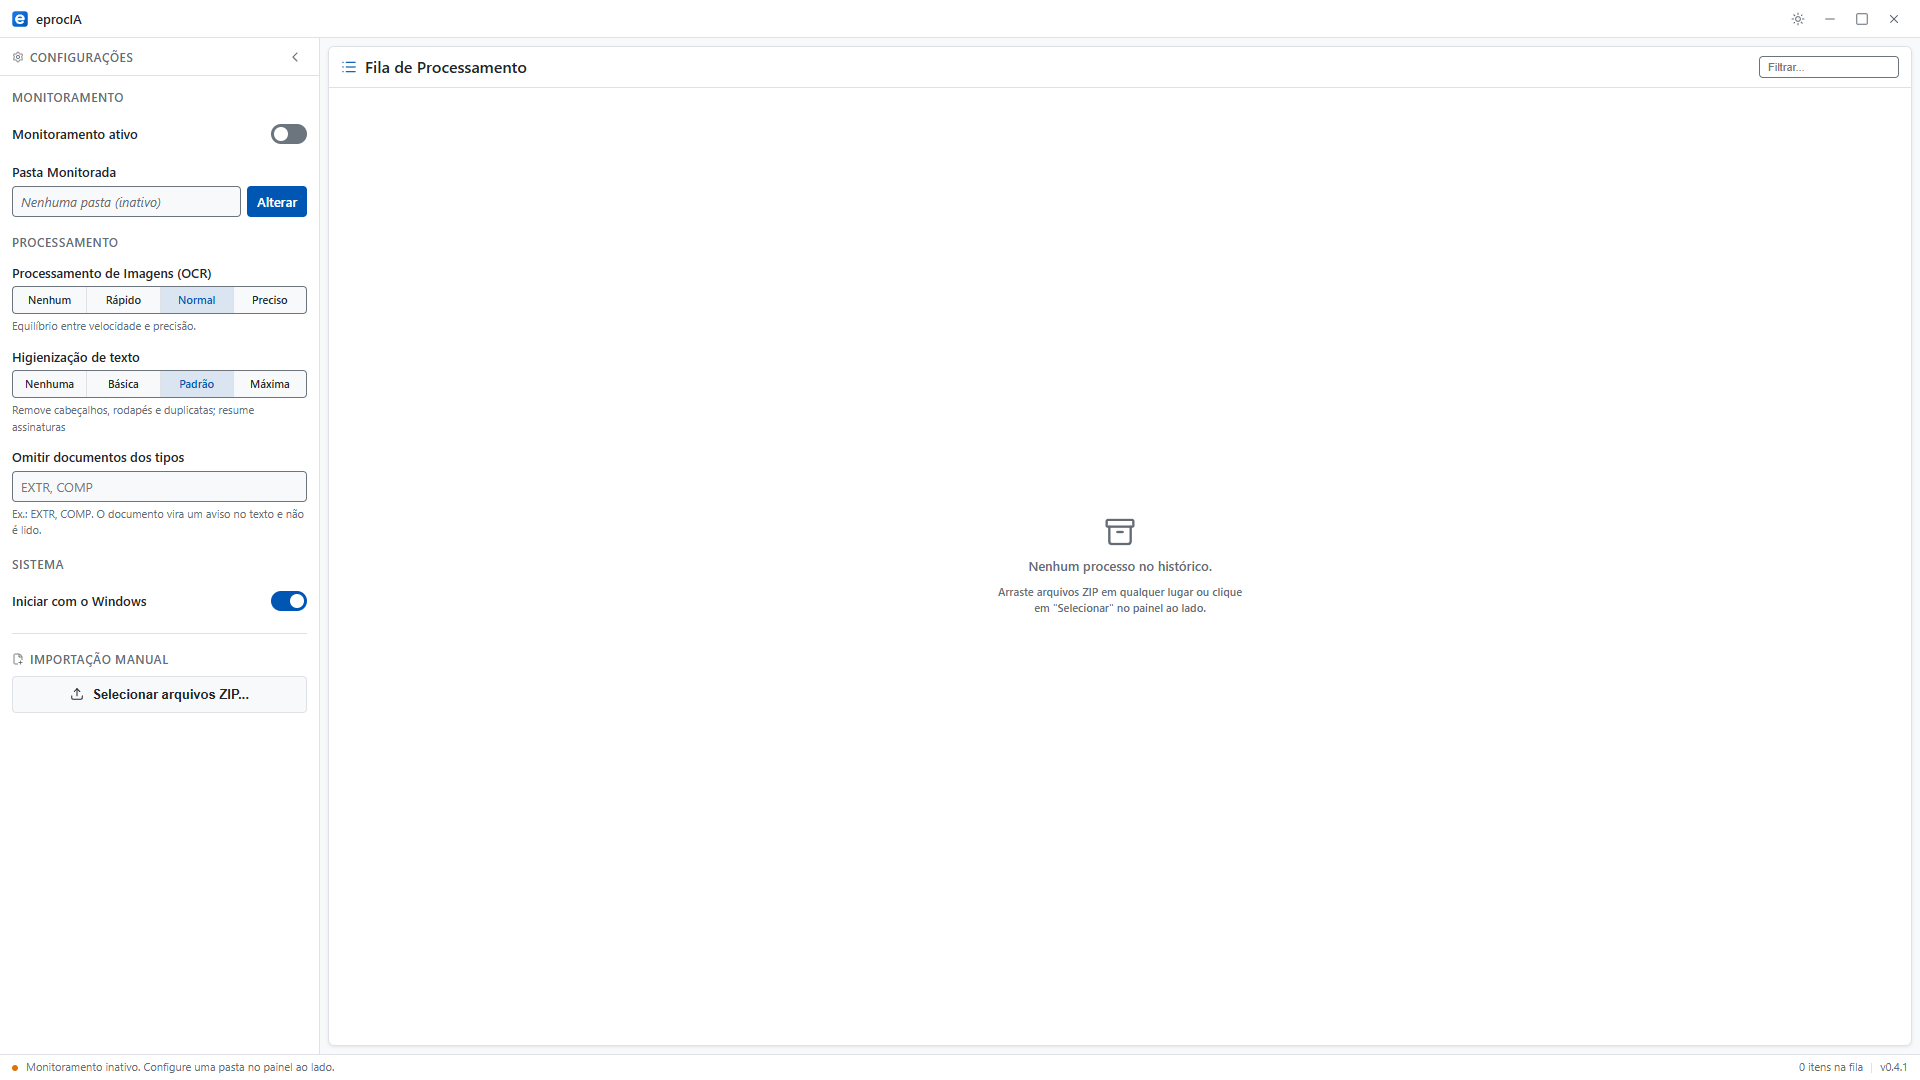 eprocIA
CONFIGURAÇÕES
MONITORAMENTO
Monitoramento ativo
Pasta Monitorada
Nenhuma pasta (inativo)
Alterar
PROCESSAMENTO
Processamento de Imagens (OCR)
Nenhum Rápido Normal Preciso
Equilíbrio entre velocidade e precisão.
Higienização de texto
Nenhuma Básica Padrão Máxima
Remove cabeçalhos, rodapés e duplicatas; resume
assinaturas
Omitir documentos dos tipos
EXTR, COMP
Ex.: EXTR, COMP. O documento vira um aviso no texto e não
é lido.
SISTEMA
Iniciar com o Windows
IMPORTAÇÃO MANUAL
Selecionar arquivos ZIP...
Fila de Processamento
Filtrar...
Nenhum processo no histórico.
Arraste arquivos ZIP em qualquer lugar ou clique
em “Selecionar” no painel ao lado.
Monitoramento inativo. Configure uma pasta no painel ao lado.
0 itens na fila
v0.4.1